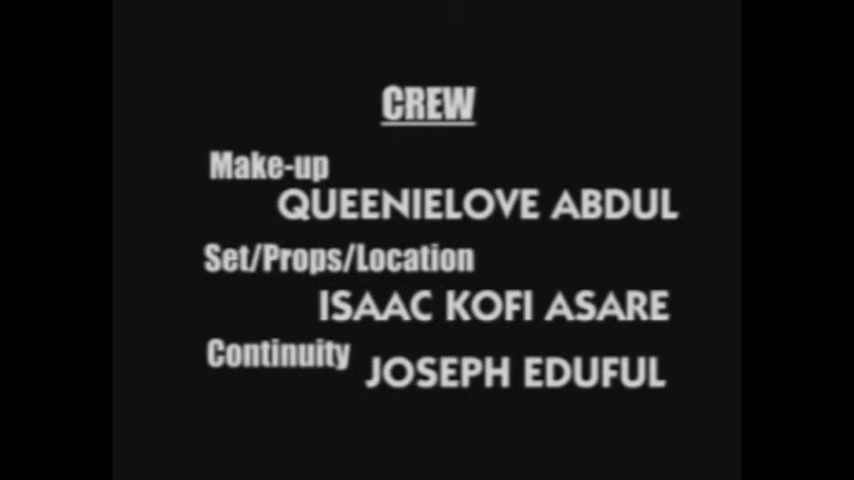 CREW
Make-up
QUEENIELOVE ABDUL
Set/Props/Location
ISAAC KOFI ASARE
Continuity
JOSEPH EDUFUL